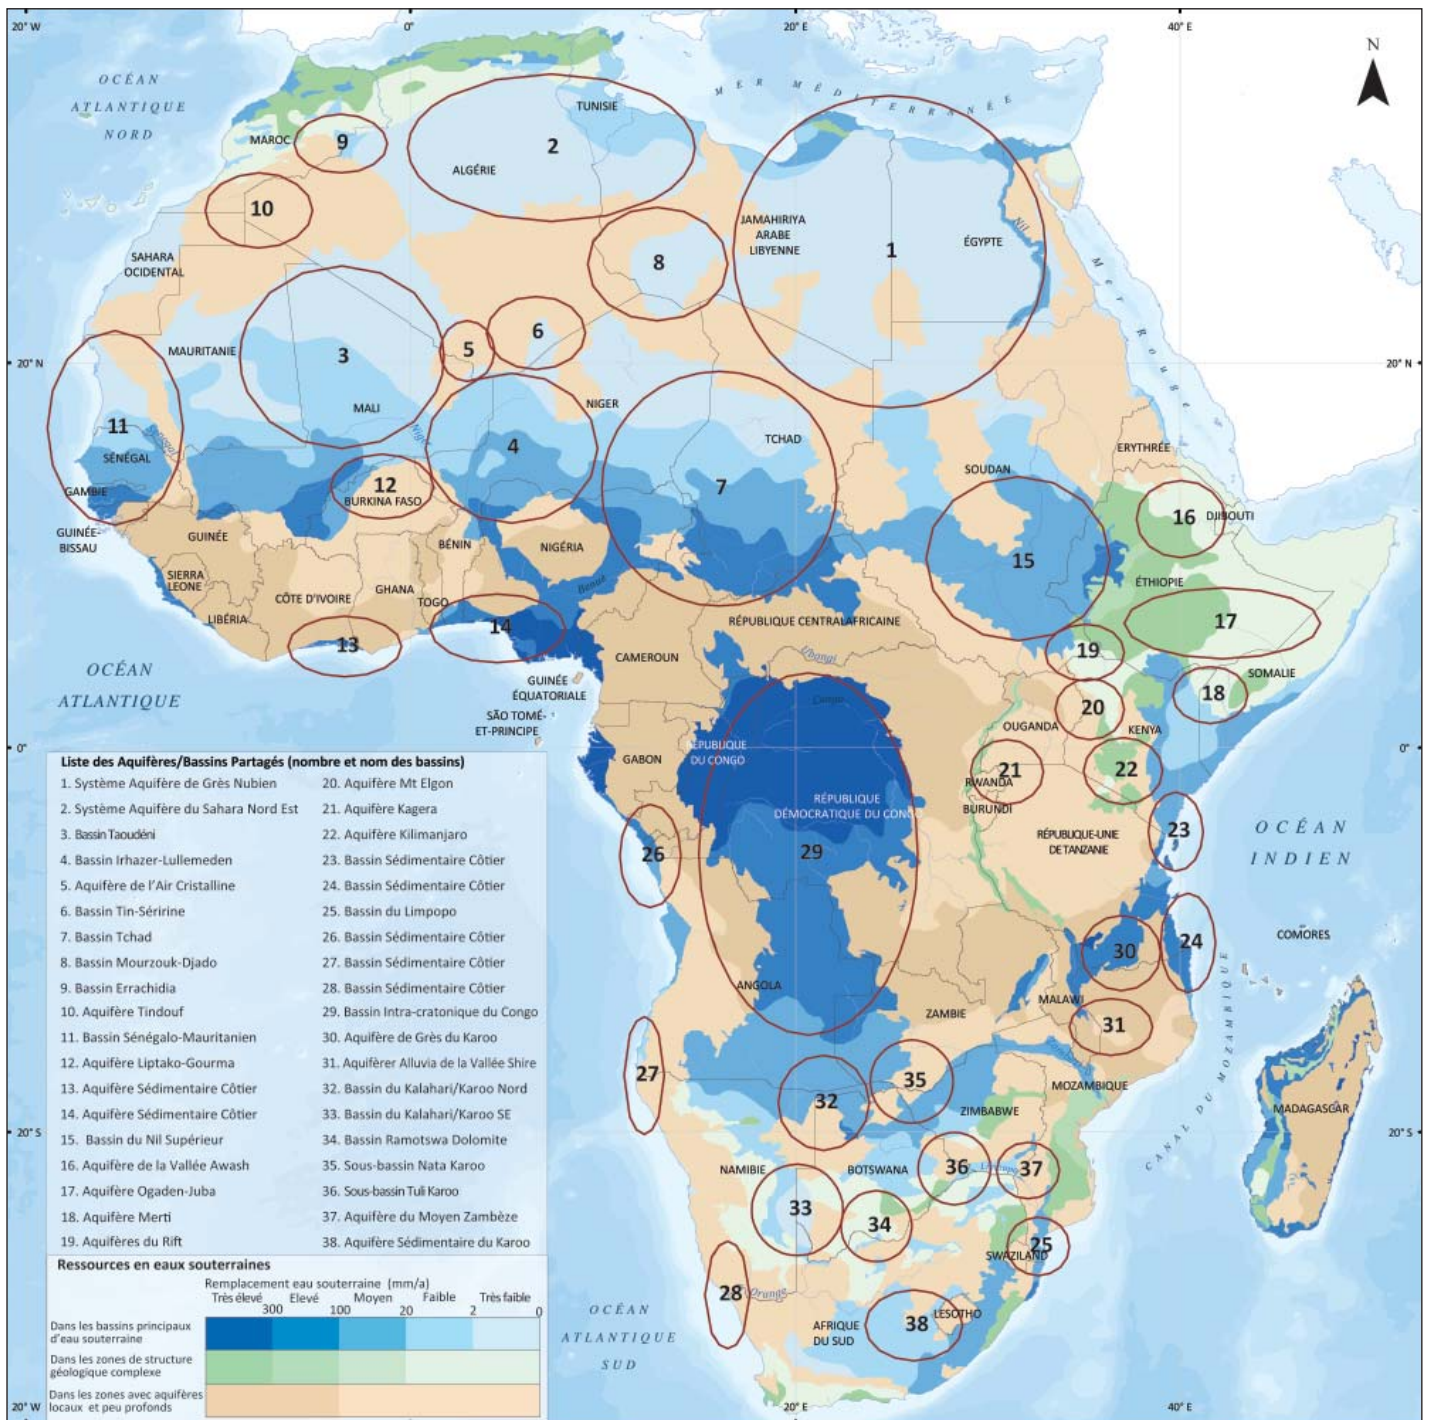 20° W
0°
20° E
40° E
N
OCÉAN
ATLANTIQUE
NORD
MER MÉDITERRANÉE
TUNISIE
MAROC
9
2
ALGÉRIE
10
JAMAHIRIYA
ARABE
LIBYENNE
1
ÉGYPTE
Nil
SAHARA
OCIDENTAL
8
Mer Rouge
6
5
3
MAURITANIE
20° N
20° N
MALI
NIGER
11
Sénégal
Niger
TCHAD
4
ERYTHRÉE
SÉNÉGAL
SOUDAN
12
7
GAMBIE
BURKINA FASO
16
DJIBOUTI
GUINÉE-
BISSAU
GUINÉE
BÉNIN
NIGÉRIA
15
SIERRA
LEONE
Benué
ÉTHIOPIE
CÔTE D'IVOIRE
GHANA
TOGO
LIBÉRIA
14
RÉPUBLIQUE CENTRALAFRICAINE
17
13
Ubangi
19
OCÉAN
ATLANTIQUE
CAMEROUN
GUINÉE
ÉQUATORIALE
Congo
18
SOMALIE
SÃO TOMÉ-
ET-PRINCIPE
20
OUGANDA
KENYA
0°
GABON
RÉPUBLIQUE
DU CONGO
0°
21
22
RWANDA
BURUNDI
RÉPUBLIQUE
DÉMOCRATIQUE DU CONGO
RÉPUBLIQUE-UNIE
DE TANZANIE
23
OCÉAN
INDIEN
26
29
24
COMORES
30
ANGOLA
ZAMBIE
MALAWI
31
CANAL DU MOZAMBIQUE
27
35
MOZAMBIQUE
32
ZIMBABWE
MADAGASCAR
20° S
NAMIBIE
BOTSWANA
36
Limpopo
37
33
34
25
SWAZILAND
28
Orange
OCÉAN
ATLANTIQUE
SUD
AFRIQUE
DU SUD
38
LESOTHO
Liste des Aquifères/Bassins Partagés (nombre et nom des bassins)
1. Système Aquifère de Grès Nubien
2. Système Aquifère du Sahara Nord Est
3. Bassin Taoudéni
4. Bassin Irhazer-Lullemeden
5. Aquifère de l'Air Cristalline
6. Bassin Tin-Séririne
7. Bassin Tchad
8. Bassin Mourzouk-Djado
9. Bassin Errachidia
10. Aquifère Tindouf
11. Bassin Sénégalo-Mauritanien
12. Aquifère Liptako-Gourma
13. Aquifère Sédimentaire Côtier
14. Aquifère Sédimentaire Côtier
15. Bassin du Nil Supérieur
16. Aquifère de la Vallée Awash
17. Aquifère Ogaden-Juba
18. Aquifère Merti
19. Aquifères du Rift
20. Aquifère Mt Elgon
21. Aquifère Kagera
22. Aquifère Kilimanjaro
23. Bassin Sédimentaire Côtier
24. Bassin Sédimentaire Côtier
25. Bassin du Limpopo
26. Bassin Sédimentaire Côtier
27. Bassin Sédimentaire Côtier
28. Bassin Sédimentaire Côtier
29. Bassin Intra-cratonique du Congo
30. Aquifère de Grès du Karoo
31. Aquifèrer Alluvia de la Vallée Shire
32. Bassin du Kalahari/Karoo Nord
33. Bassin du Kalahari/Karoo SE
34. Bassin Ramotswa Dolomite
35. Sous-bassin Nata Karoo
36. Sous-bassin Tuli Karoo
37. Aquifère du Moyen Zambèze
38. Aquifère Sédimentaire du Karoo
Ressources en eaux souterraines
Remplacement eau souterraine (mm/a)
Très élevé Elevé Moyen Faible Très faible
300 100 20 2 0
Dans les bassins principaux
d'eau souterraine
Dans les zones de structure
géologique complexe
Dans les zones avec aquifères
locaux et peu profonds
20° S
20° W
20° E
40° E